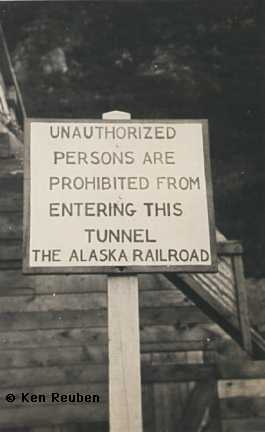 UNAUTHORIZED
PERSONS ARE
PROHIBITED FROM
ENTERING THIS
TUNNEL
THE ALASKA RAILROAD
© Ken Reuben